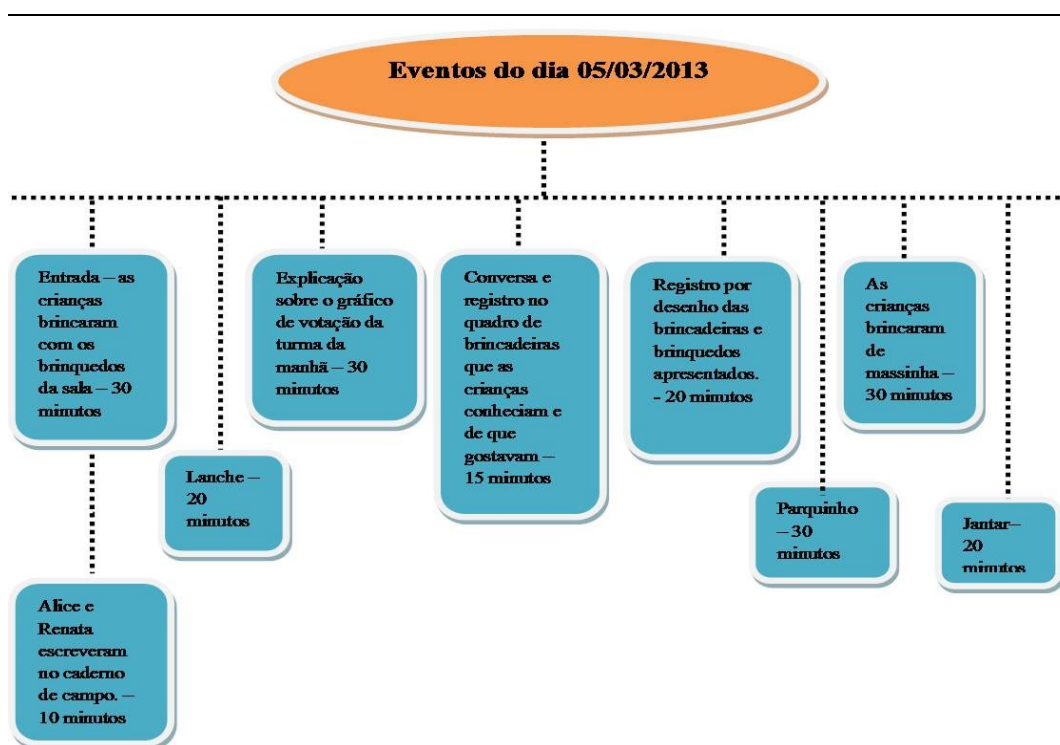 Eventos do dia 05/03/2013
Entrada – as
crianças
brincaram
com os
brinquedos
da sala – 30
minutos
Lanche –
20
minutos
Explicação
sobre o gráfico
de votação da
turma da
manhã – 30
minutos
Conversa e
registro no
quadro de
brincadeiras
que as
crianças
conheciam e
de que
gostavam –
15 minutos
Registro por
desenho das
brincadeiras e
brinquedos
apresentados.
- 20 minutos
Parquinho
– 30
minutos
As
crianças
brincaram
de
massinha –
30 minutos
Jantar–
20
minutos
Alice e
Renata
escreveram
no caderno
de campo. –
10 minutos